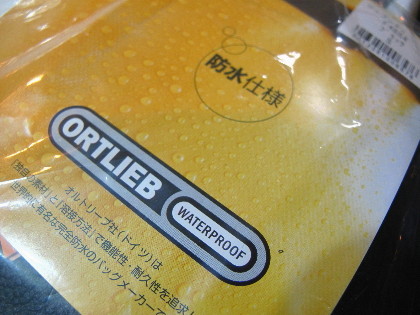 防水仕様
ORTLIEB
WATERPROOF
オルトリーブ社(ドイツ)は
「独自の素材」と「溶接方法」で機能性・耐久性を追求し
世界的に有名な完全防水のバッグメーカーで